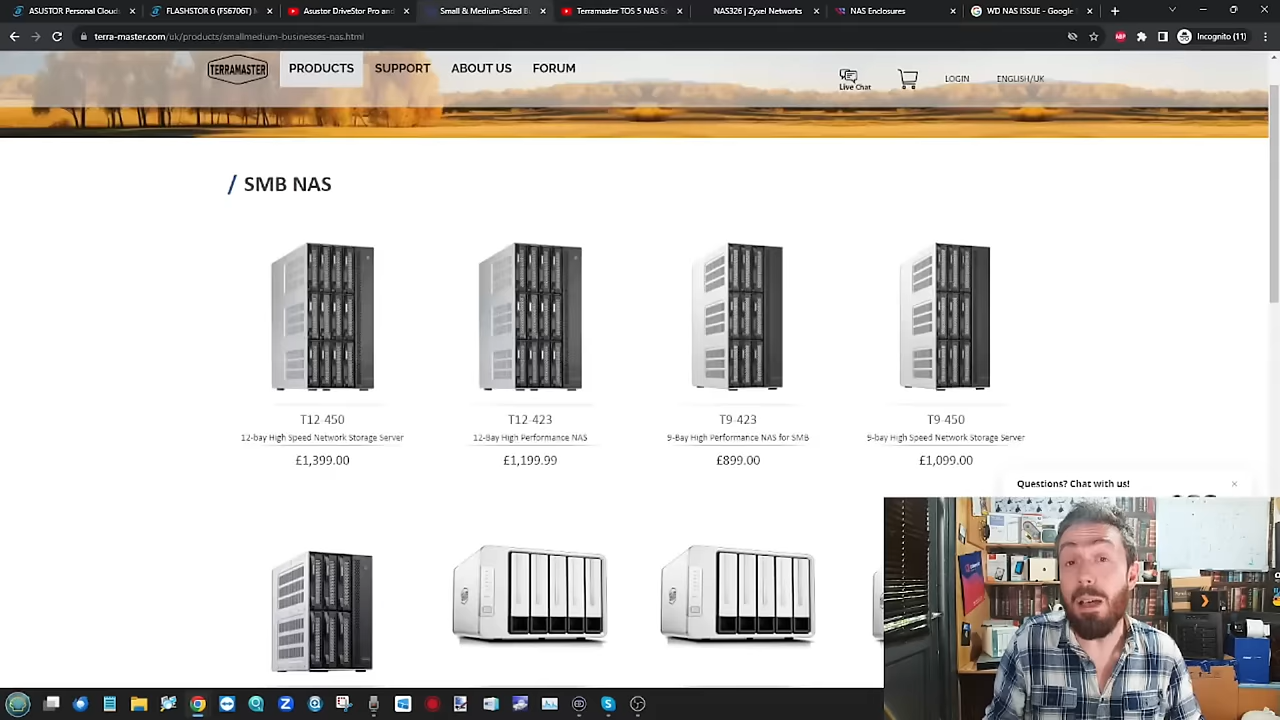 ASUSTOR Personal Cloud
FLASHSTOR 6 (FS6706T)
Asustor DriveStor Pro and
Small & Medium-Sized B
Terramaster TOS 5 NAS S
NAS326 | Zyxel Networks
NAS Enclosures
WD NAS ISSUE - Google
terra-master.com/uk/products/smallmedium-businesses-nas.html
ABP
Incognito (11)
TERRAMASTER
PRODUCTS
SUPPORT
ABOUT US
FORUM
Live Chat
LOGIN
ENGLISH/UK
/ SMB NAS
T12-450
12-bay High Speed Network Storage Server
£1,399.00
T12-423
12-Bay High Performance NAS
£1,199.99
T9-423
9-Bay High Performance NAS for SMB
£899.00
T9-450
9-bay High Speed Network Storage Server
£1,099.00
Questions? Chat with us!